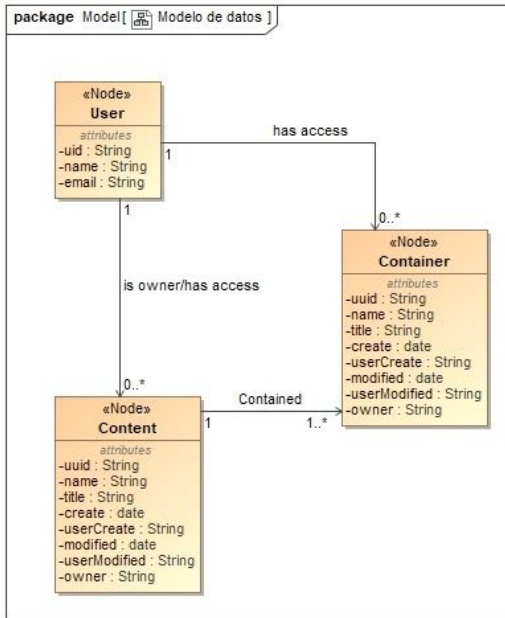 package Model[ Modelo de datos ]
«Node»
User
attributes
-uid : String
-name : String
-email : String
has access
1
0..*
1
is owner/has access
0..*
«Node»
Container
attributes
-uuid : String
-name : String
-title : String
-create : date
-userCreate : String
-modified : date
-userModified : String
-owner : String
Contained
1
1..*
«Node»
Content
attributes
-uuid : String
-name : String
-title : String
-create : date
-userCreate : String
-modified : date
-userModified : String
-owner : String